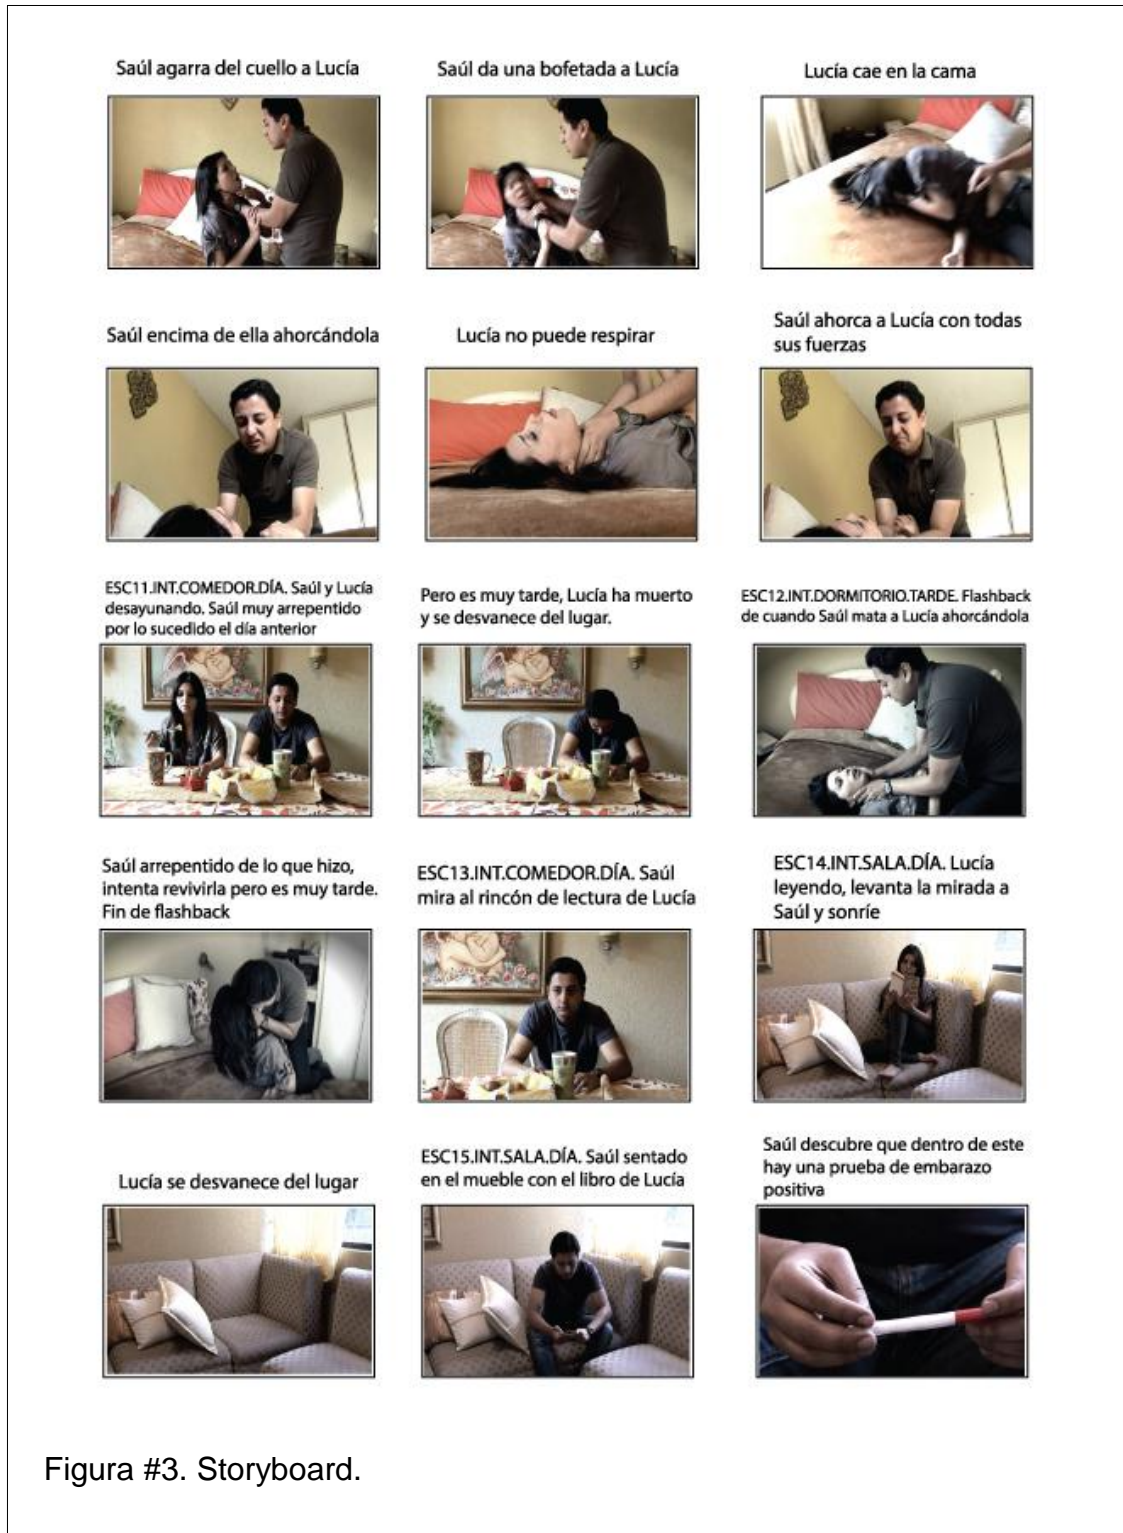 Saúl agarra del cuello a Lucía
Saúl da una bofetada a Lucía
Lucía cae en la cama
Saúl encima de ella ahorcándola
Lucía no puede respirar
Saúl ahorca a Lucía con todas
sus fuerzas
ESC11.INT.COMEDOR.DÍA. Saúl y Lucía
desayunando. Saúl muy arrepentido
por lo sucedido el día anterior
Pero es muy tarde, Lucía ha muerto
y se desvanece del lugar.
ESC12.INT.DORMITORIO.TARDE. Flashback
de cuando Saúl mata a Lucía ahorcándola
Saúl arrepentido de lo que hizo,
intenta revivirla pero es muy tarde.
Fin de flashback
ESC13.INT.COMEDOR.DÍA. Saúl
mira al rincón de lectura de Lucía
ESC14.INT.SALA.DÍA. Lucía
leyendo, levanta la mirada a
Saúl y sonríe
Lucía se desvanece del lugar
ESC15.INT.SALA.DÍA. Saúl sentado
en el mueble con el libro de Lucía
Saúl descubre que dentro de este
hay una prueba de embarazo
positiva
Figura #3. Storyboard.